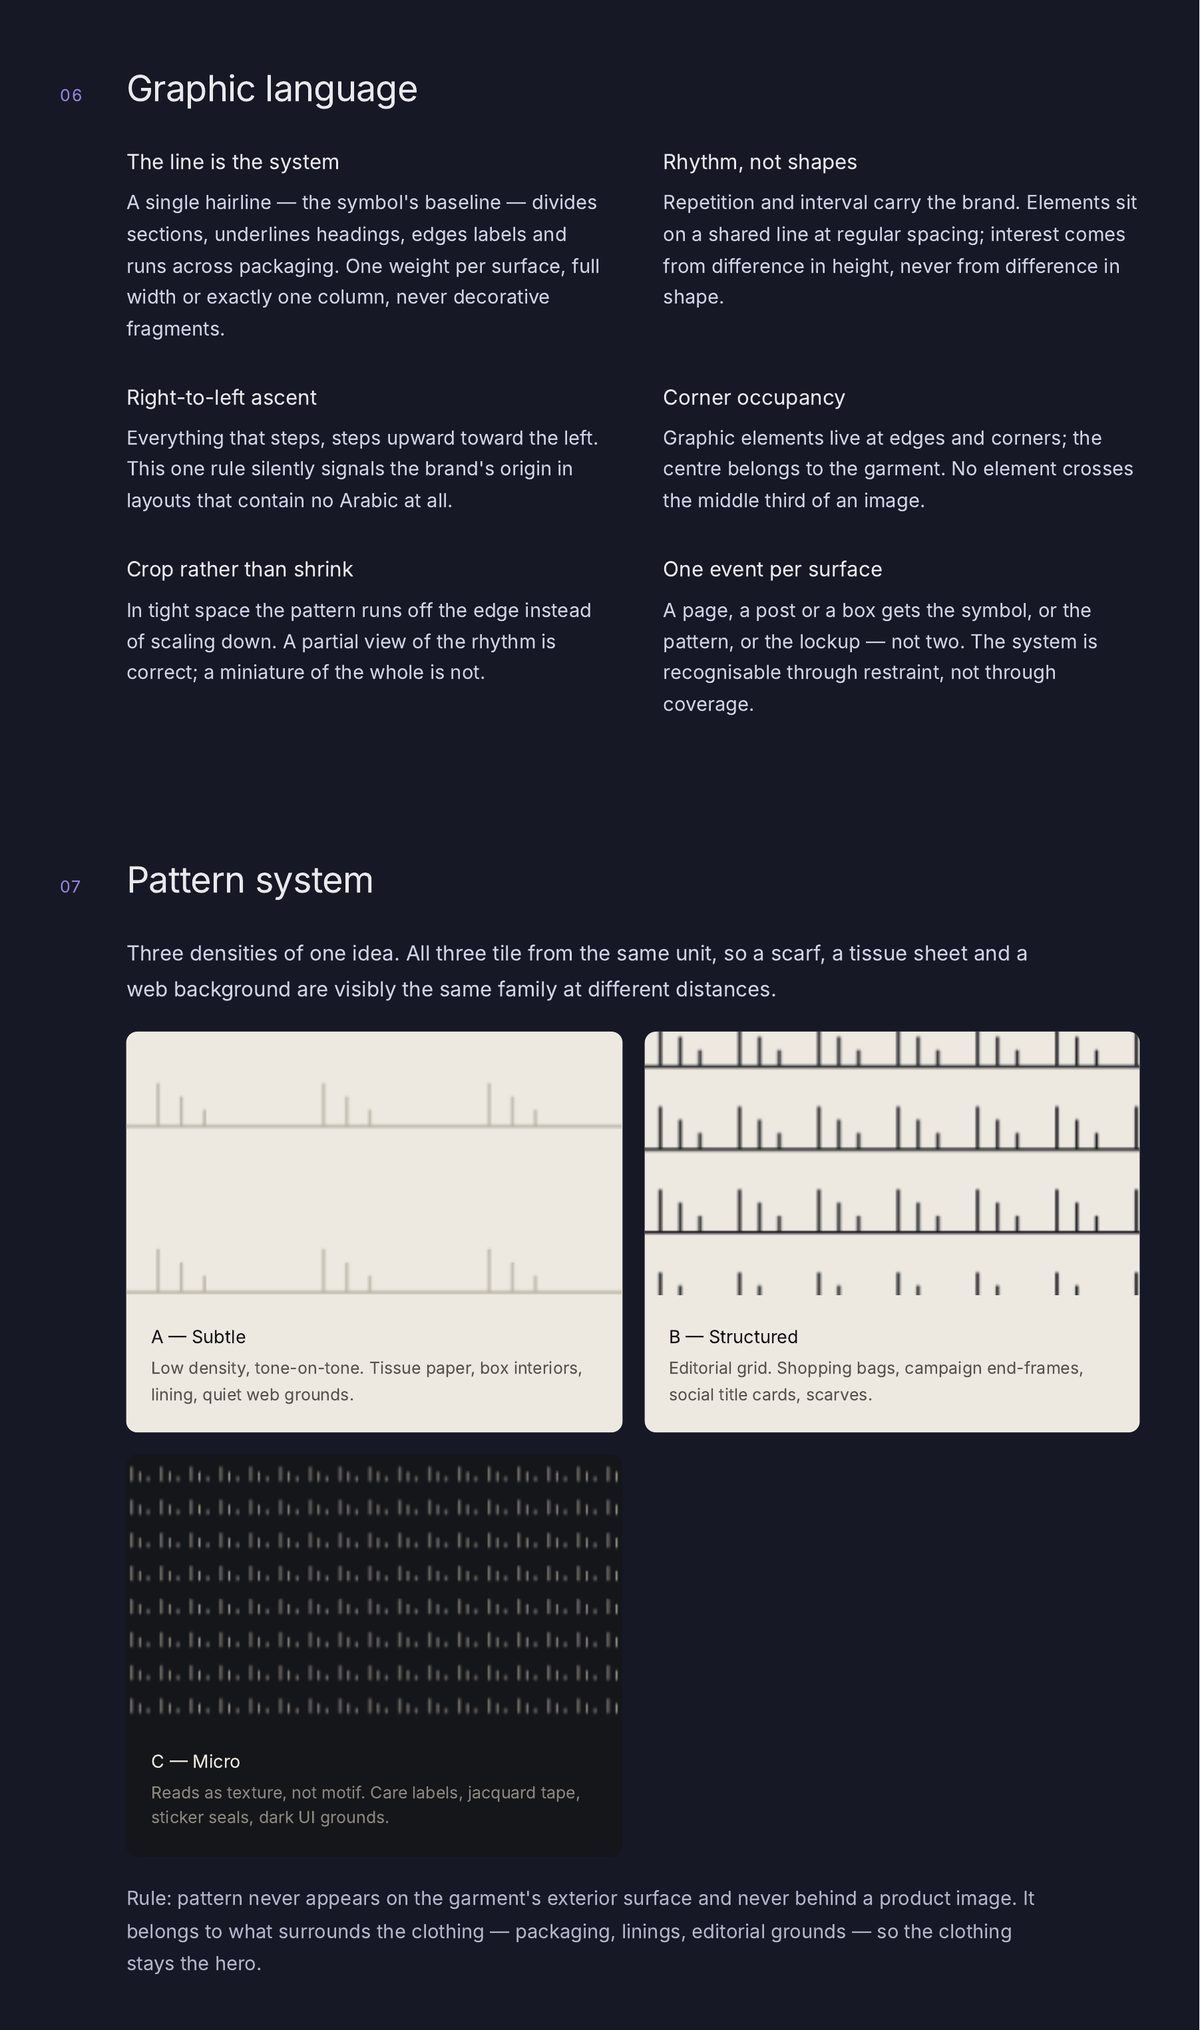 06
Graphic language
The line is the system
A single hairline — the symbol's baseline — divides
sections, underlines headings, edges labels and
runs across packaging. One weight per surface, full
width or exactly one column, never decorative
fragments.
Rhythm, not shapes
Repetition and interval carry the brand. Elements sit
on a shared line at regular spacing; interest comes
from difference in height, never from difference in
shape.
Right-to-left ascent
Everything that steps, steps upward toward the left.
This one rule silently signals the brand's origin in
layouts that contain no Arabic at all.
Corner occupancy
Graphic elements live at edges and corners; the
centre belongs to the garment. No element crosses
the middle third of an image.
Crop rather than shrink
In tight space the pattern runs off the edge instead
of scaling down. A partial view of the rhythm is
correct; a miniature of the whole is not.
One event per surface
A page, a post or a box gets the symbol, or the
pattern, or the lockup — not two. The system is
recognisable through restraint, not through
coverage.
07
Pattern system
Three densities of one idea. All three tile from the same unit, so a scarf, a tissue sheet and a
web background are visibly the same family at different distances.
A — Subtle
Low density, tone-on-tone. Tissue paper, box interiors,
lining, quiet web grounds.
B — Structured
Editorial grid. Shopping bags, campaign end-frames,
social title cards, scarves.
C — Micro
Reads as texture, not motif. Care labels, jacquard tape,
sticker seals, dark UI grounds.
Rule: pattern never appears on the garment's exterior surface and never behind a product image. It
belongs to what surrounds the clothing — packaging, linings, editorial grounds — so the clothing
stays the hero.